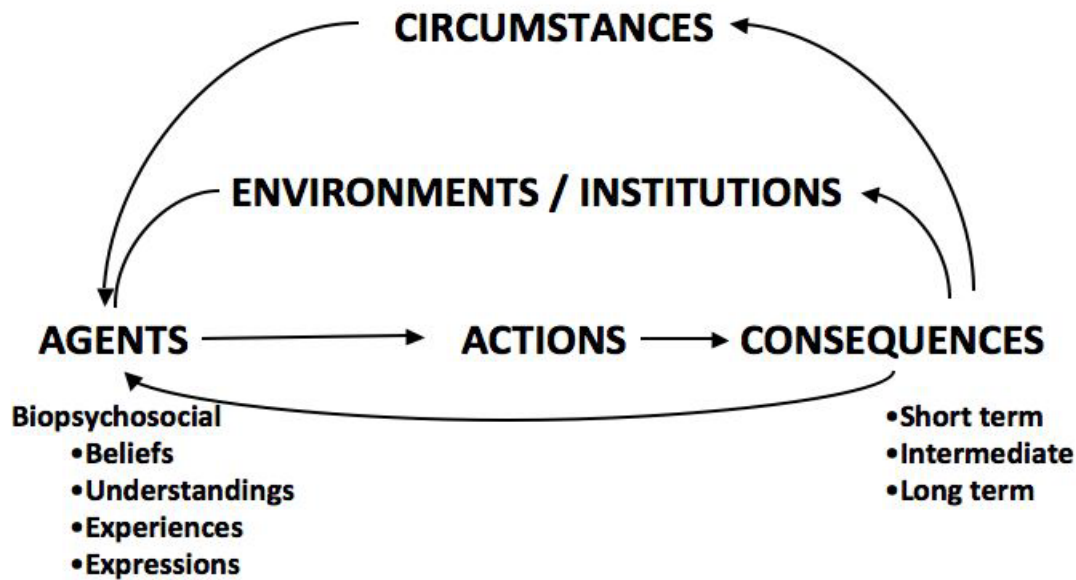 CIRCUMSTANCES
ENVIRONMENTS / INSTITUTIONS
AGENTS
ACTIONS
CONSEQUENCES
Biopsychosocial
•Beliefs
•Understandings
•Experiences
•Expressions
•Short term
•Intermediate
•Long term